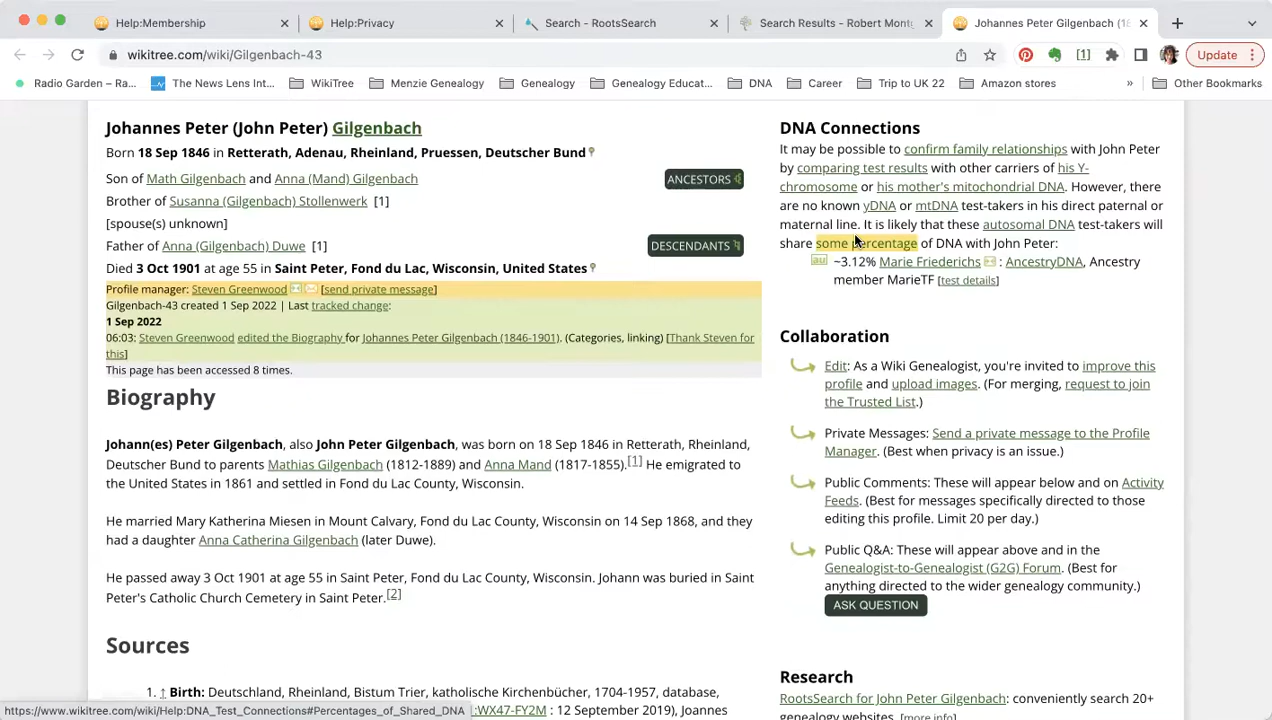 Help:Membership
Help:Privacy
Search - RootsSearch
Search Results - Robert Montg
Johannes Peter Gilgenbach (18
wikitree.com/wiki/Gilgenbach-43
[1]
Update
Radio Garden – Ra...
The News Lens Int...
WikiTree
Menzie Genealogy
Genealogy
Genealogy Educat...
DNA
Career
Trip to UK 22
Amazon stores
»
Other Bookmarks
Johannes Peter (John Peter) Gilgenbach
Born 18 Sep 1846 in Retterath, Adenau, Rheinland, Pruessen, Deutscher Bund
Son of Math Gilgenbach and Anna (Mand) Gilgenbach
ANCESTORS
Brother of Susanna (Gilgenbach) Stollenwerk [1]
[spouse(s) unknown]
Father of Anna (Gilgenbach) Duwe [1]
DESCENDANTS
Died 3 Oct 1901 at age 55 in Saint Peter, Fond du Lac, Wisconsin, United States
Profile manager: Steven Greenwood [send private message]
Gilgenbach-43 created 1 Sep 2022 | Last tracked change:
1 Sep 2022
06:03: Steven Greenwood edited the Biography for Johannes Peter Gilgenbach (1846-1901). (Categories, linking) [Thank Steven for
this]
This page has been accessed 8 times.
Biography
Johann(es) Peter Gilgenbach, also John Peter Gilgenbach, was born on 18 Sep 1846 in Retterath, Rheinland,
Deutscher Bund to parents Mathias Gilgenbach (1812-1889) and Anna Mand (1817-1855).[1] He emigrated to
the United States in 1861 and settled in Fond du Lac County, Wisconsin.
He married Mary Katherina Miesen in Mount Calvary, Fond du Lac County, Wisconsin on 14 Sep 1868, and they
had a daughter Anna Catherina Gilgenbach (later Duwe).
He passed away 3 Oct 1901 at age 55 in Saint Peter, Fond du Lac County, Wisconsin. Johann was buried in Saint
Peter's Catholic Church Cemetery in Saint Peter.[2]
Sources
1. ↑ Birth: Deutschland, Rheinland, Bistum Trier, katholische Kirchenbücher, 1704-1957, database,
:WX47-FY2M : 12 September 2019), Joannes
https://www.wikitree.com/wiki/Help:DNA_Test_Connections#Percentages_of_Shared_DNA
DNA Connections
It may be possible to confirm family relationships with John Peter
by comparing test results with other carriers of his Y-
chromosome or his mother's mitochondrial DNA. However, there
are no known yDNA or mtDNA test-takers in his direct paternal or
maternal line. It is likely that these autosomal DNA test-takers will
share some percentage of DNA with John Peter:
au ~3.12% Marie Friederichs : AncestryDNA, Ancestry
member MarieTF [test details]
Collaboration
Edit: As a Wiki Genealogist, you're invited to improve this
profile and upload images. (For merging, request to join
the Trusted List.)
Private Messages: Send a private message to the Profile
Manager. (Best when privacy is an issue.)
Public Comments: These will appear below and on Activity
Feeds. (Best for messages specifically directed to those
editing this profile. Limit 20 per day.)
Public Q&A: These will appear above and in the
Genealogist-to-Genealogist (G2G) Forum. (Best for
anything directed to the wider genealogy community.)
ASK QUESTION
Research
RootsSearch for John Peter Gilgenbach: conveniently search 20+
genealogy websites. [more info]